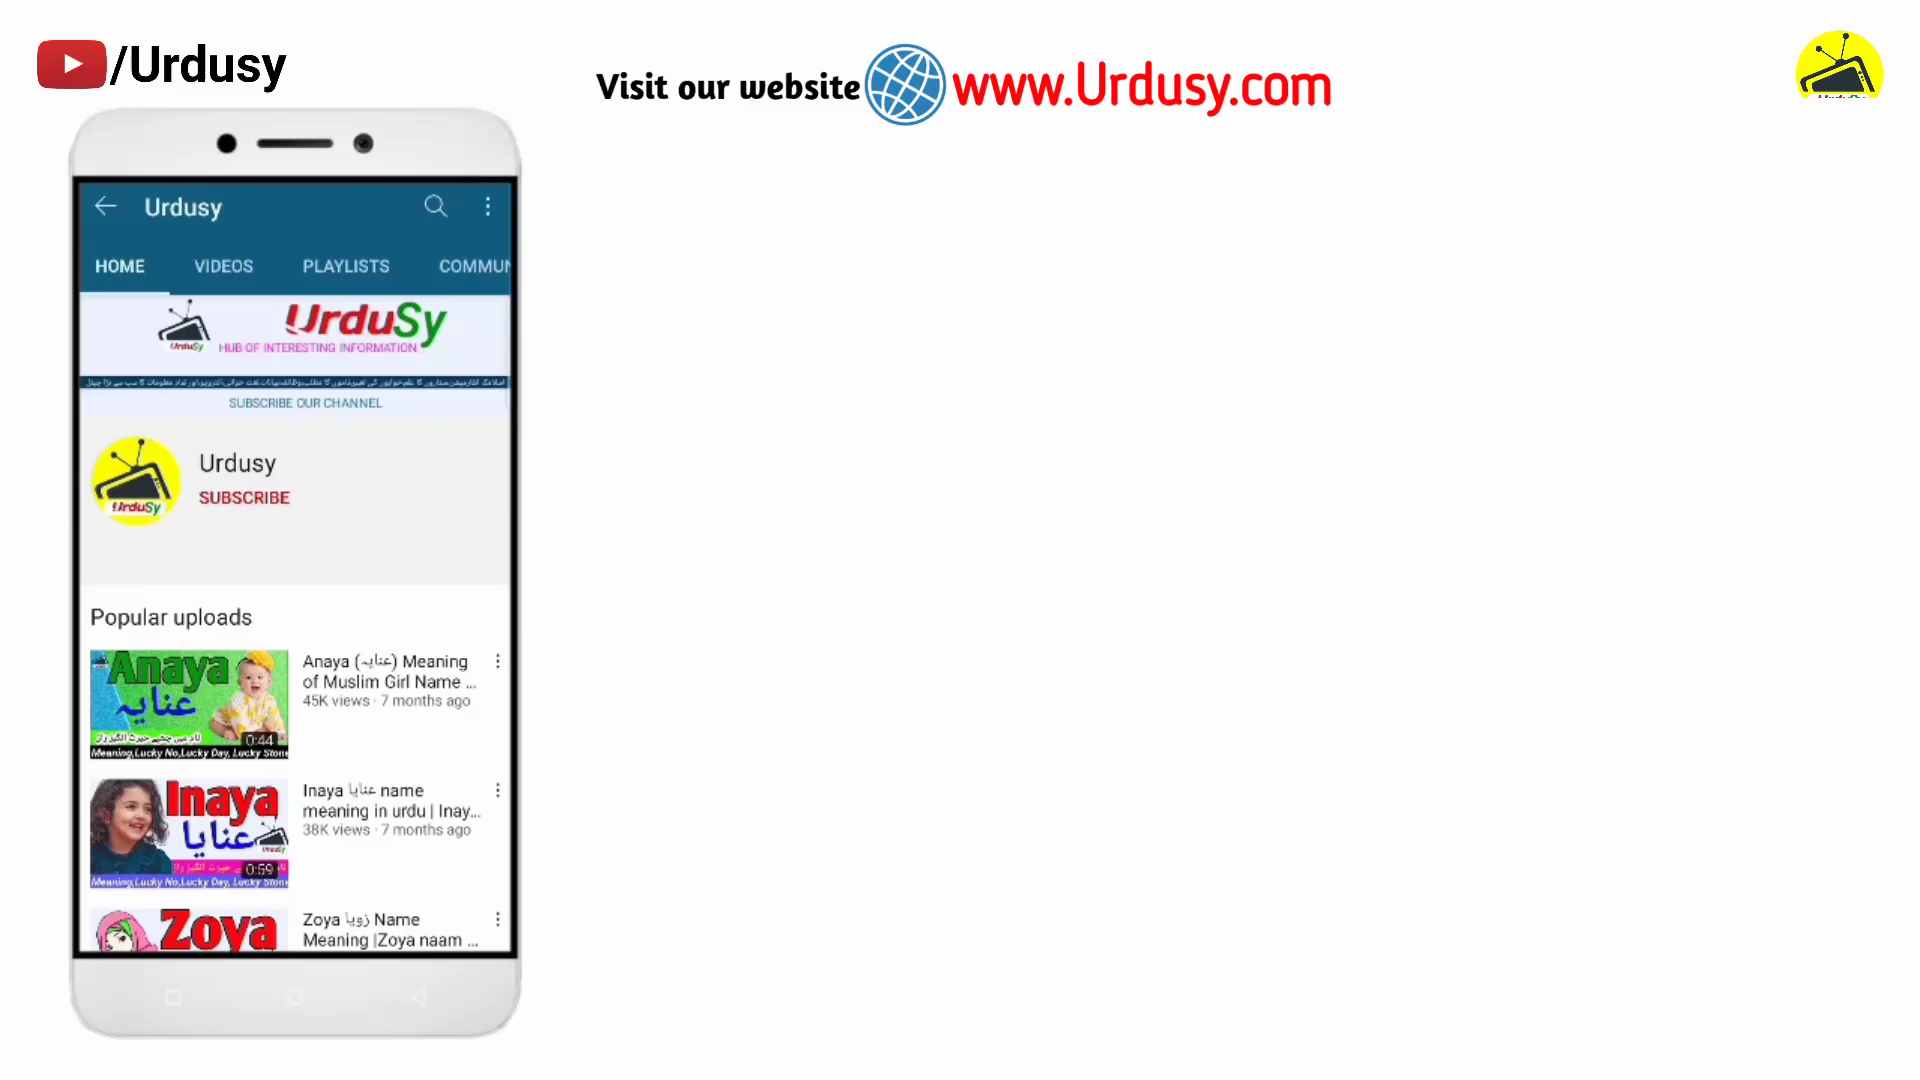 /Urdusy
Visit our website www.Urdusy.com
Urdusy
HOME VIDEOS PLAYLISTS COMMUN
UrduSy
UrduSy
HUB OF INTERESTING INFORMATION
SUBSCRIBE OUR CHANNEL
Urdusy
SUBSCRIBE
UrduSy
Popular uploads
Anaya
عنایہ
0:44
Meaning,Lucky No,Lucky Day, Lucky Stone
Anaya (عنایہ) Meaning
of Muslim Girl Name ...
45K views · 7 months ago
Inaya
عنایا
0:59
Meaning,Lucky No,Lucky Day, Lucky Stone
Inaya عنایا name
meaning in urdu | Inay...
38K views · 7 months ago
Zoya
Zoya زویا Name
Meaning |Zoya naam ...